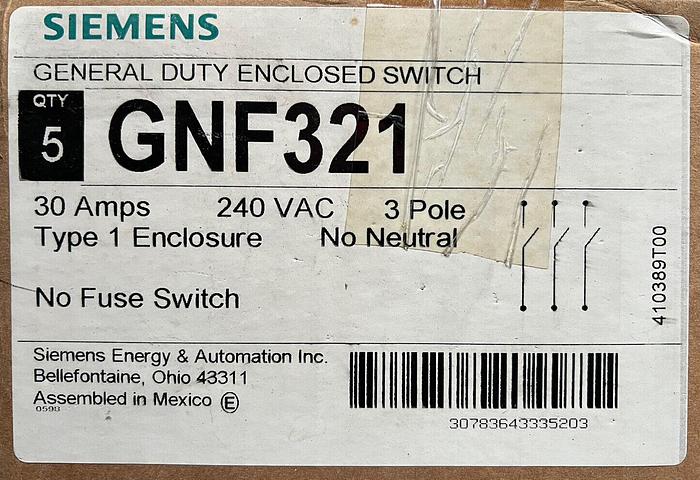 SIEMENS
GENERAL DUTY ENCLOSED SWITCH
QTY
5
GNF321
30 Amps 240 VAC 3 Pole
Type 1 Enclosure No Neutral
No Fuse Switch
410389T00
Siemens Energy & Automation Inc.
Bellefontaine, Ohio 43311
Assembled in Mexico E
0598
30783643335203